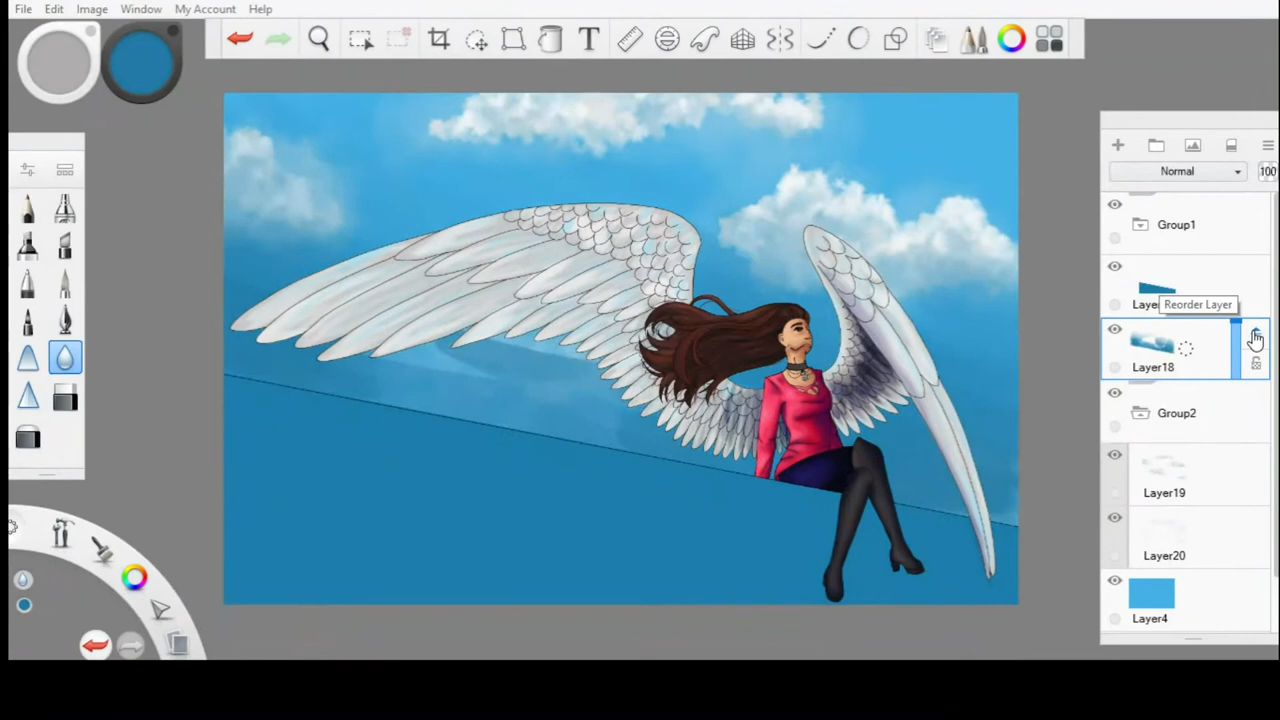 File Edit Image Window My Account Help
T
Normal 100
Group1
Laye
Reorder Layer
Layer18
Group2
Layer19
Layer20
Layer4